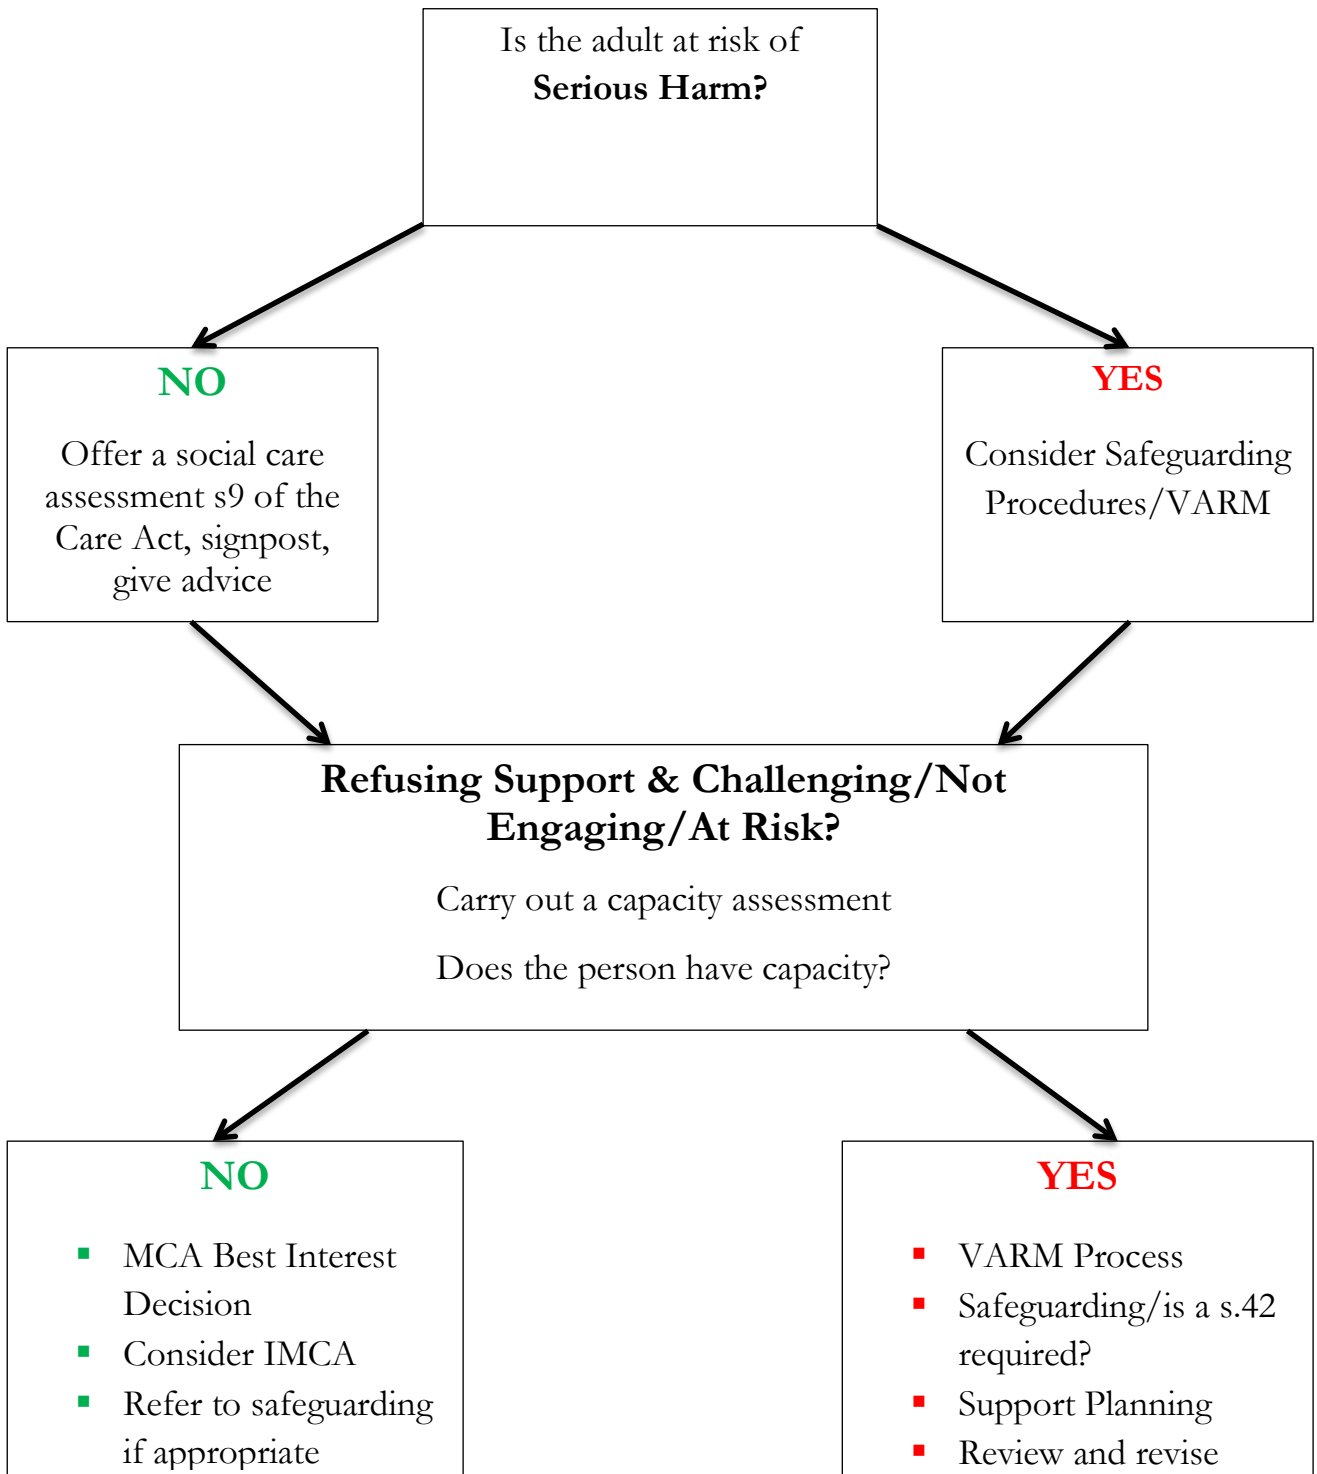 Is the adult at risk of
Serious Harm?
NO
Offer a social care
assessment s9 of the
Care Act, signpost,
give advice
YES
Consider Safeguarding
Procedures/VARM
Refusing Support & Challenging/Not
Engaging/At Risk?
Carry out a capacity assessment
Does the person have capacity?
NO
▪ MCA Best Interest
Decision
▪ Consider IMCA
▪ Refer to safeguarding
if appropriate
YES
▪ VARM Process
▪ Safeguarding/is a s.42
required?
▪ Support Planning
▪ Review and revise